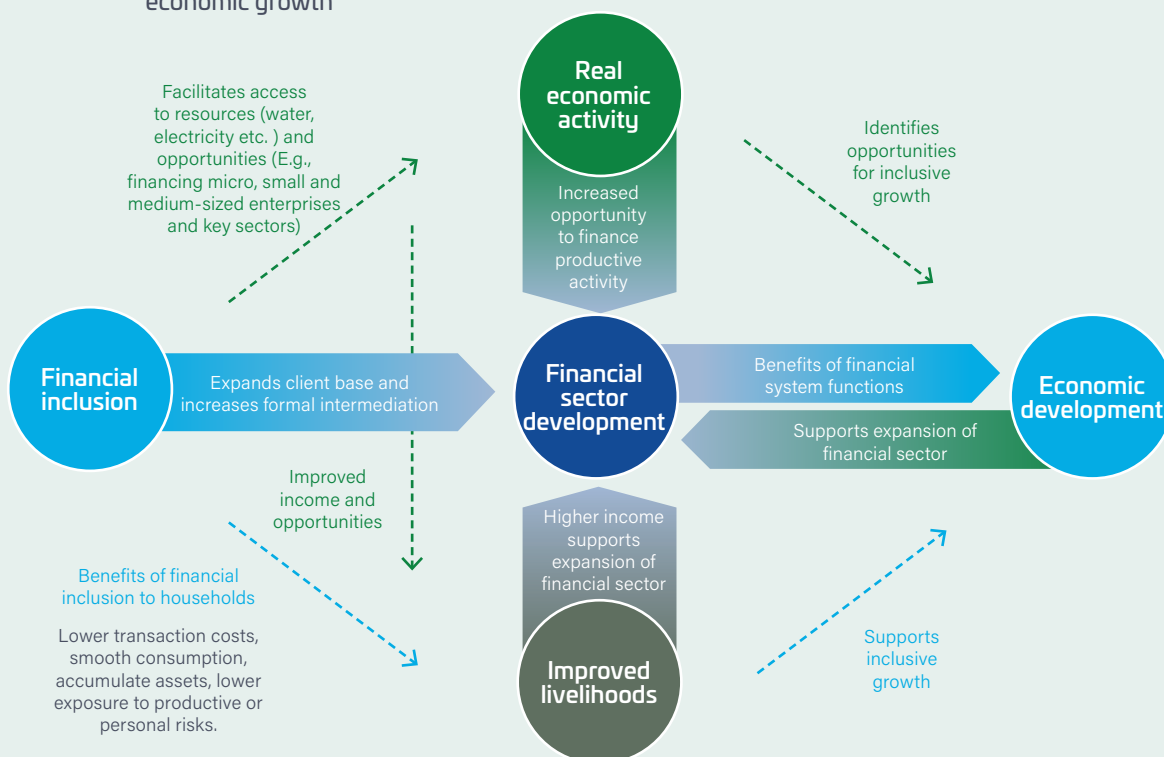 economic growth
Real
economic
activity
Facilitates access
to resources (water,
electricity etc. ) and
opportunities (E.g.,
financing micro, small and
medium-sized enterprises
and key sectors)
Identifies
opportunities
for inclusive
growth
Increased
opportunity
to finance
productive
activity
Financial
inclusion
Expands client base and
increases formal intermediation
Financial
sector
development
Benefits of financial
system functions
Supports expansion of
financial sector
Economic
development
Improved
income and
opportunities
Higher income
supports
expansion of
financial sector
Benefits of financial
inclusion to households
Lower transaction costs,
smooth consumption,
accumulate assets, lower
exposure to productive or
personal risks.
Improved
livelihoods
Supports
inclusive
growth